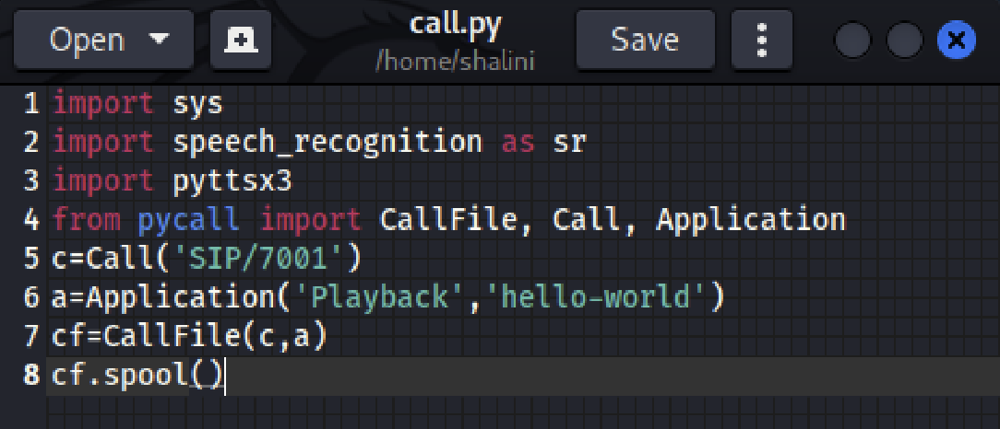 Open
call.py
/home/shalini
Save
1 import sys
2 import speech_recognition as sr
3 import pyttsx3
4 from pycall import CallFile, Call, Application
5 c=Call('SIP/7001')
6 a=Application('Playback','hello-world')
7 cf=CallFile(c,a)
8 cf.spool()